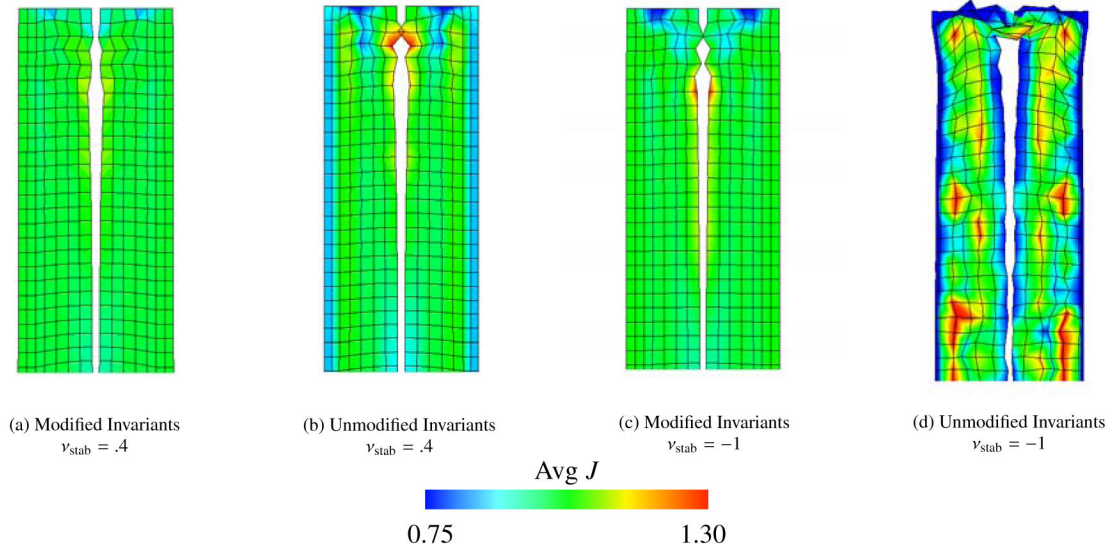 (a) Modified Invariants
νstab = .4
(b) Unmodified Invariants
νstab = .4
(c) Modified Invariants
νstab = −1
(d) Unmodified Invariants
νstab = −1
Avg J
0.75
1.30